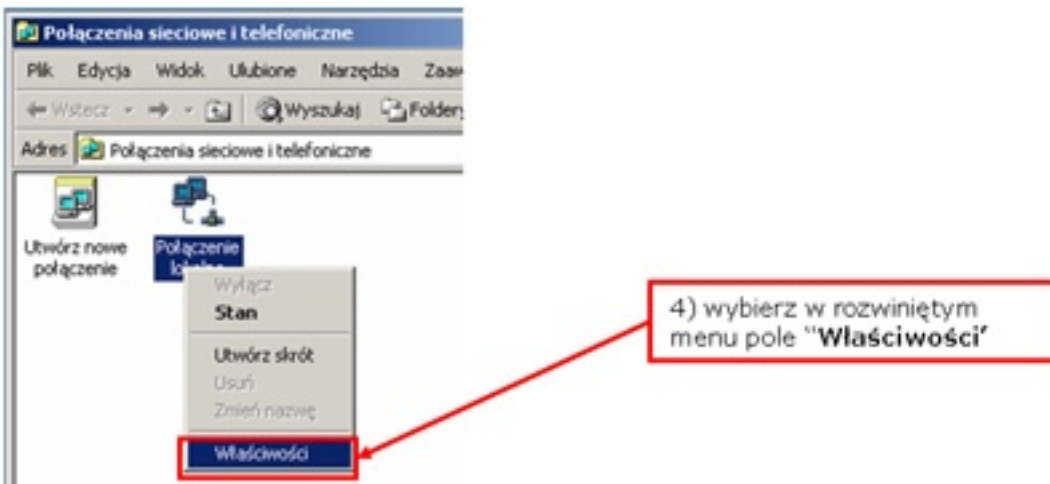 Połączenia sieciowe i telefoniczne
Plik Edycja Widok Ulubione Narzędzia
Wstecz Wyszukaj Foldery
Adres Połączenia sieciowe i telefoniczne
Utwórz nowe połączenie
Połączenie
Wyłącz
Stan
Utwórz skrót
Usuń
Zmień nazwę
Właściwości
4) wybierz w rozwiniętym
menu pole "Właściwości"